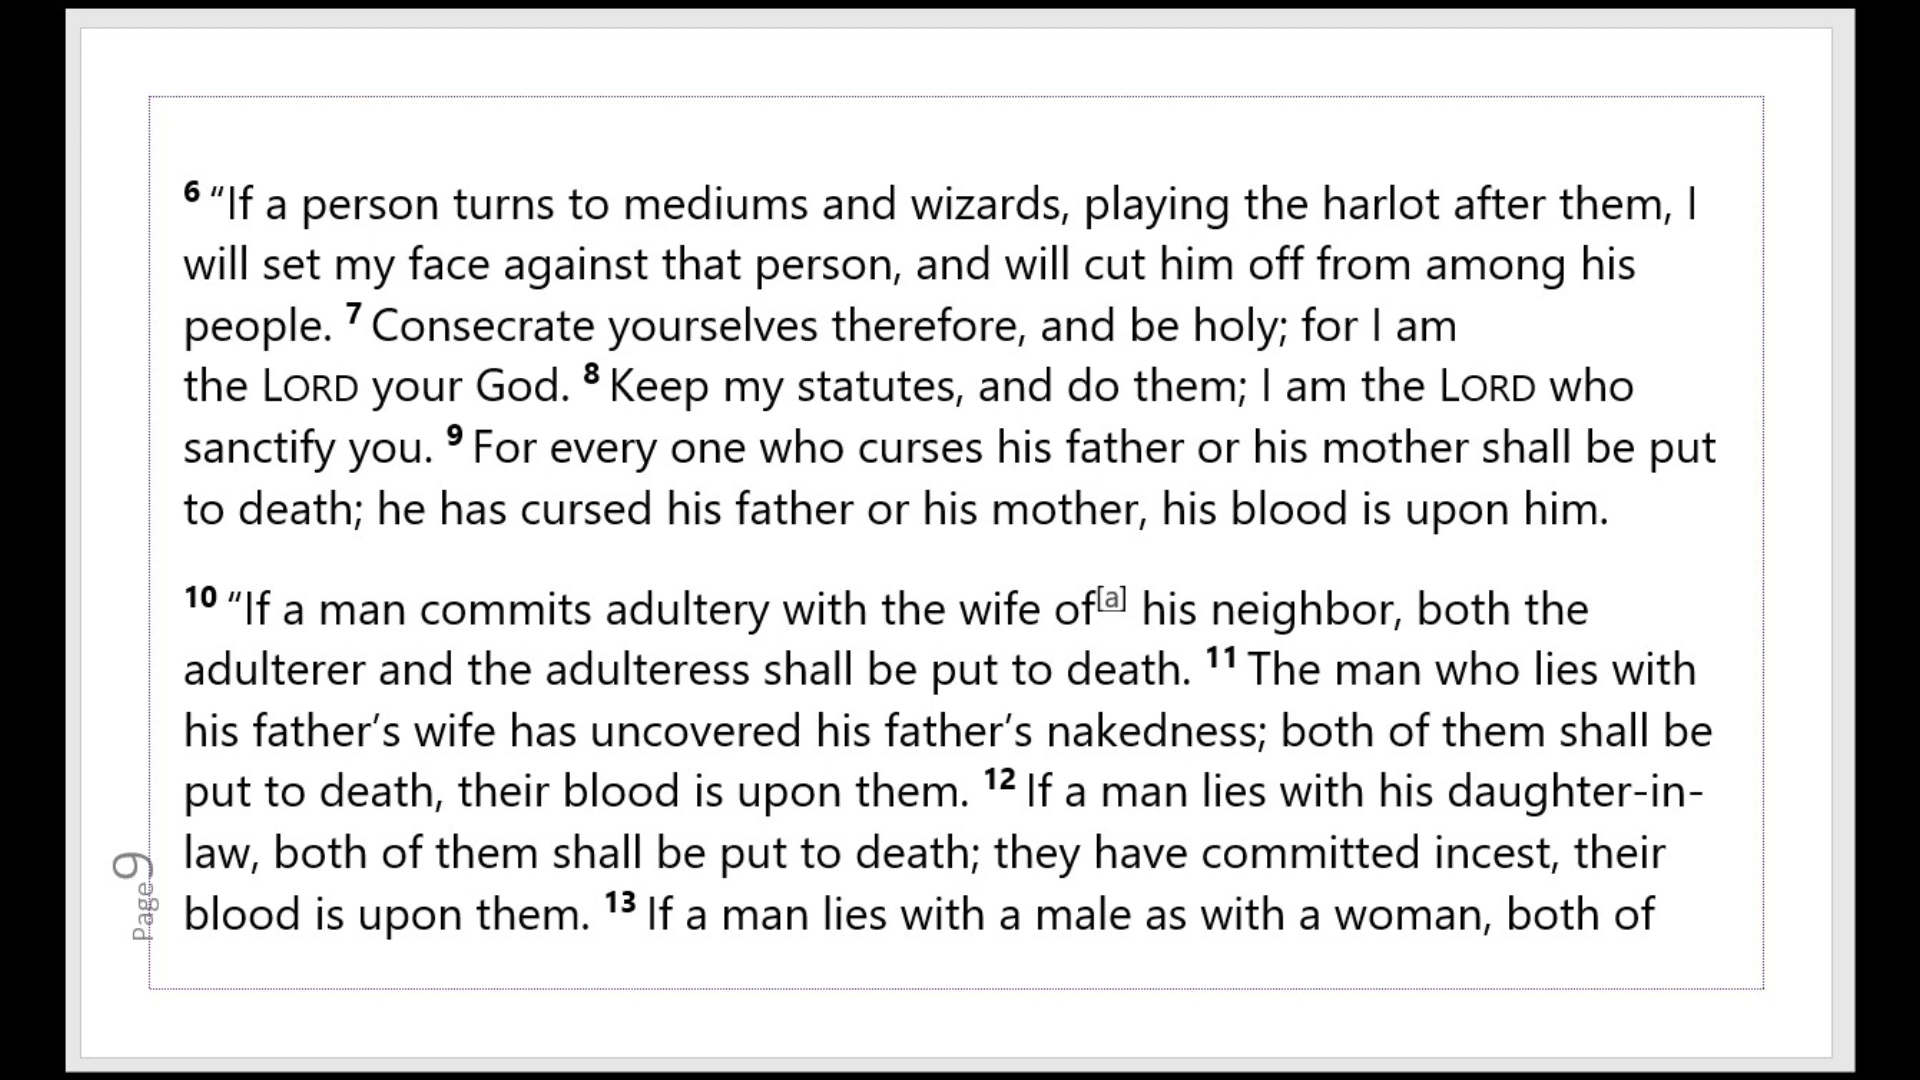 6 “If a person turns to mediums and wizards, playing the harlot after them, I
will set my face against that person, and will cut him off from among his
people. 7 Consecrate yourselves therefore, and be holy; for I am
the LORD your God. 8 Keep my statutes, and do them; I am the LORD who
sanctify you. 9 For every one who curses his father or his mother shall be put
to death; he has cursed his father or his mother, his blood is upon him.
10 “If a man commits adultery with the wife of[a] his neighbor, both the
adulterer and the adulteress shall be put to death. 11 The man who lies with
his father’s wife has uncovered his father’s nakedness; both of them shall be
put to death, their blood is upon them. 12 If a man lies with his daughter-in-
law, both of them shall be put to death; they have committed incest, their
blood is upon them. 13 If a man lies with a male as with a woman, both of
Page 9